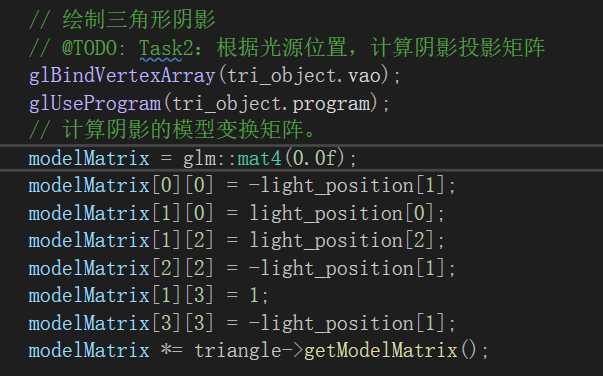 // 绘制三角形阴影
// @TODO: Task2：根据光源位置，计算阴影投影矩阵
glBindVertexArray(tri_object.vao);
glUseProgram(tri_object.program);
// 计算阴影的模型变换矩阵。
modelMatrix = glm::mat4(0.0f);
modelMatrix[0][0] = -light_position[1];
modelMatrix[1][0] = light_position[0];
modelMatrix[1][2] = light_position[2];
modelMatrix[2][2] = -light_position[1];
modelMatrix[1][3] = 1;
modelMatrix[3][3] = -light_position[1];
modelMatrix *= triangle->getModelMatrix();